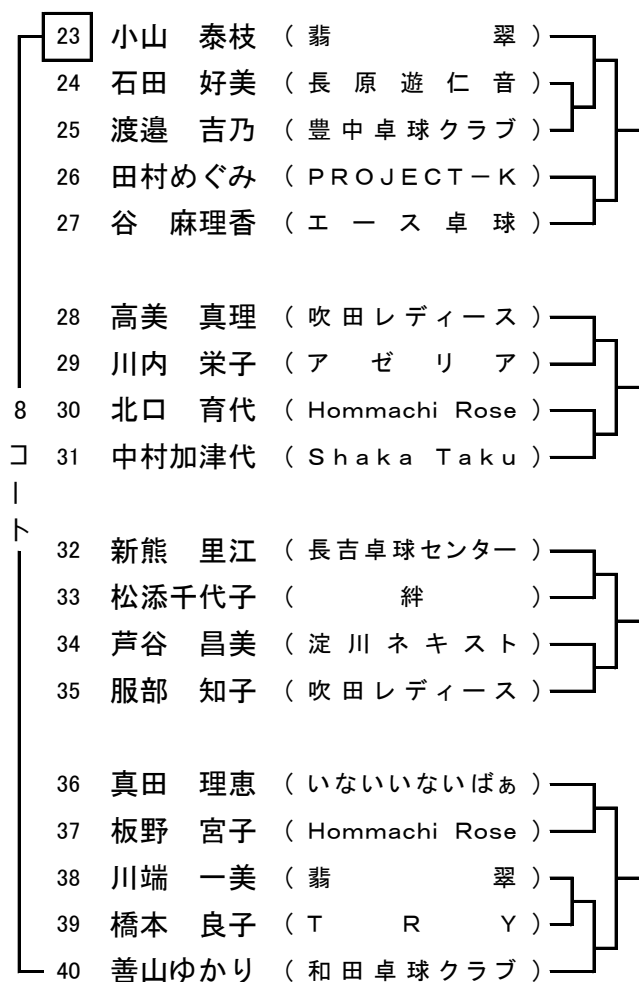 23 小山 泰枝 （翡翠）
24 石田 好美 （長原遊仁音）
25 渡邉 吉乃 （豊中卓球クラブ）
26 田村めぐみ （PROJECT－K）
27 谷 麻理香 （エース卓球）
28 高美 真理 （吹田レディース）
29 川内 栄子 （アゼリア）
30 北口 育代 （Hommachi Rose）
31 中村加津代 （Shaka Taku）
8コート
32 新熊 里江 （長吉卓球センター）
33 松添千代子 （絆）
34 芦谷 昌美 （淀川ネキスト）
35 服部 知子 （吹田レディース）
36 真田 理恵 （いないいないばぁ）
37 板野 宮子 （Hommachi Rose）
38 川端 一美 （翡翠）
39 橋本 良子 （TRY）
40 善山ゆかり （和田卓球クラブ）